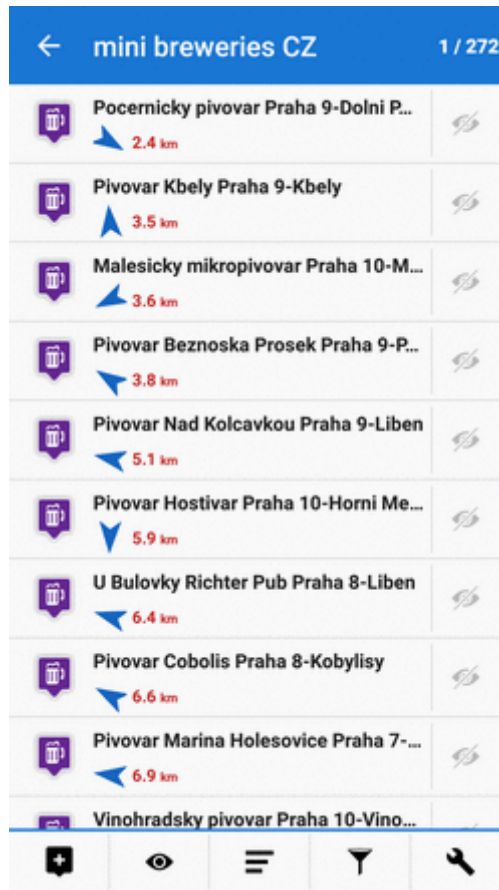 mini breweries CZ
1 / 272
Pocernicky pivovar Praha 9-Dolni P...
2.4 km
Pivovar Kbely Praha 9-Kbely
3.5 km
Malesicky mikropivovar Praha 10-M...
3.6 km
Pivovar Beznoska Prosek Praha 9-P...
3.8 km
Pivovar Nad Kolcavkou Praha 9-Liben
5.1 km
Pivovar Hostivar Praha 10-Horni Me...
5.9 km
U Bulovky Richter Pub Praha 8-Liben
6.4 km
Pivovar Cobolis Praha 8-Kobylisy
6.6 km
Pivovar Marina Holesovice Praha 7-...
6.9 km
Vinohradsky pivovar Praha 10-Vino...